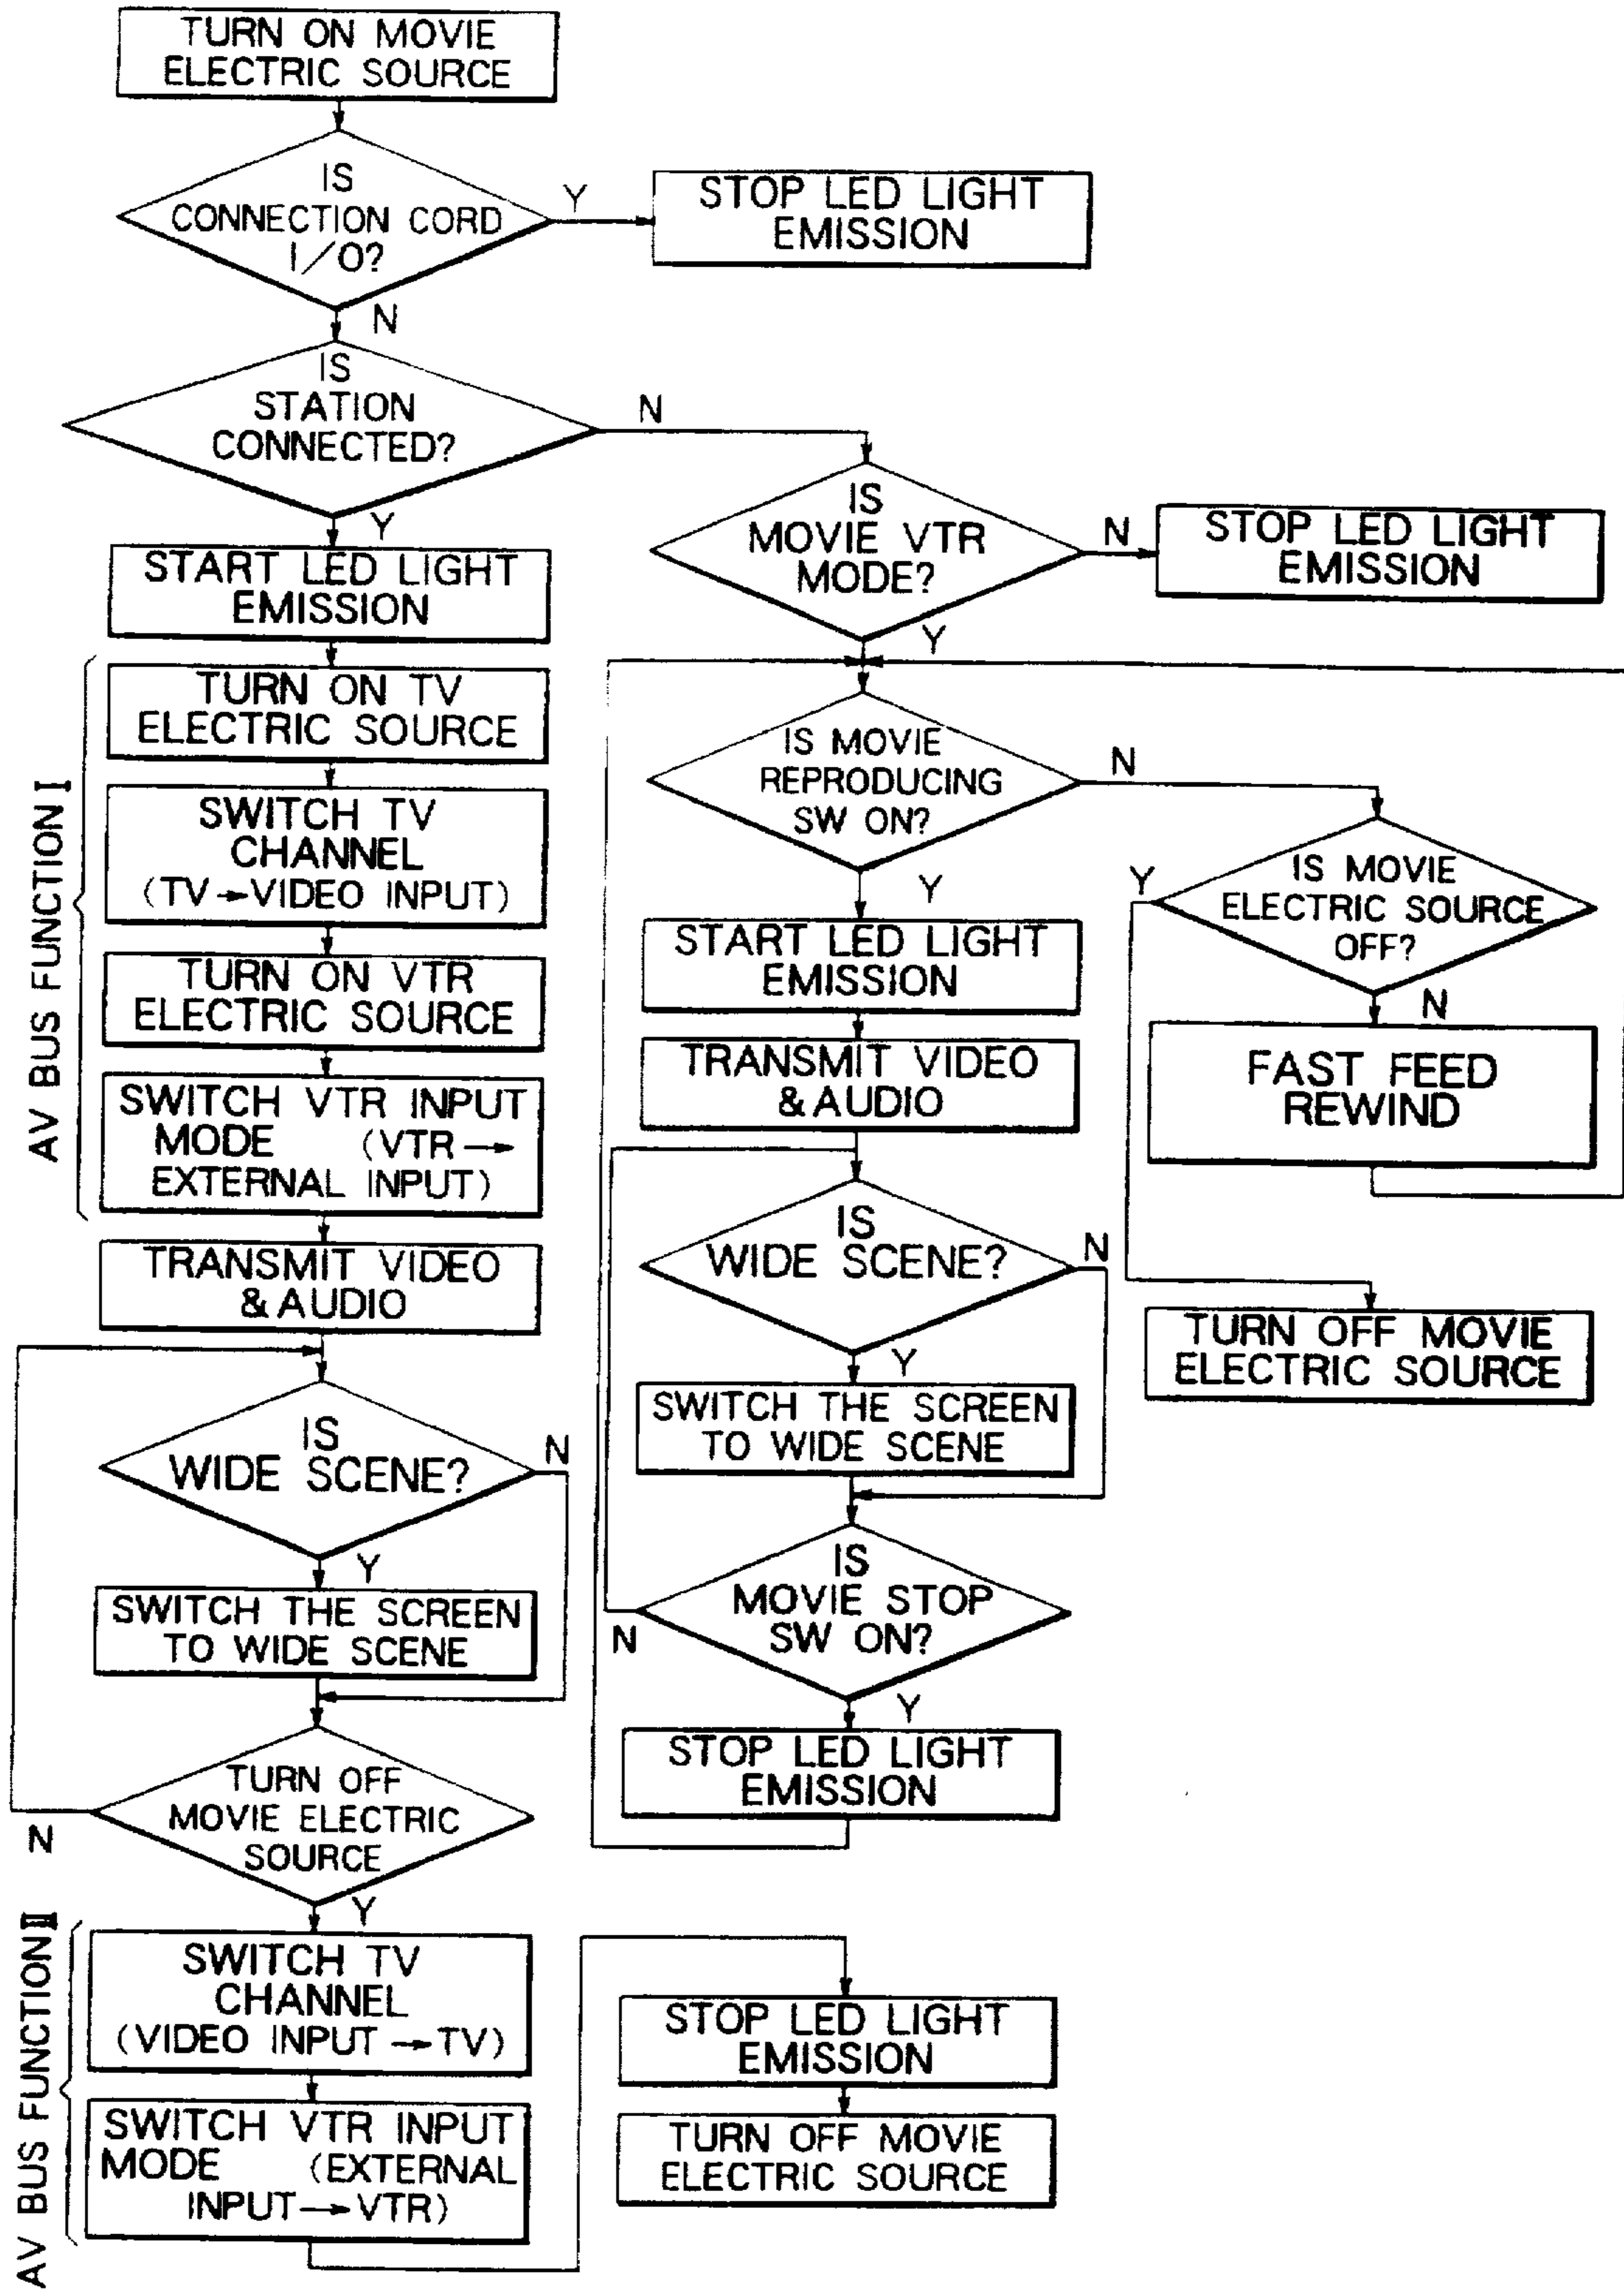 TURN ON MOVIE
ELECTRIC SOURCE
IS
CONNECTION CORD
I/O?
Y
STOP LED LIGHT
EMISSION
N
IS
STATION
CONNECTED?
N
Y
IS
MOVIE VTR
MODE?
N
STOP LED LIGHT
EMISSION
Y
START LED LIGHT
EMISSION
AV BUS FUNCTION I
TURN ON TV
ELECTRIC SOURCE
SWITCH TV
CHANNEL
(TV→VIDEO INPUT)
TURN ON VTR
ELECTRIC SOURCE
SWITCH VTR INPUT
MODE (VTR→
EXTERNAL INPUT)
TRANSMIT VIDEO
& AUDIO
IS
WIDE SCENE?
N
Y
SWITCH THE SCREEN
TO WIDE SCENE
TURN OFF
MOVIE ELECTRIC
SOURCE
N
Y
AV BUS FUNCTION II
SWITCH TV
CHANNEL
(VIDEO INPUT→TV)
SWITCH VTR INPUT
MODE (EXTERNAL
INPUT→VTR)
IS MOVIE
REPRODUCING
SW ON?
N
Y
START LED LIGHT
EMISSION
TRANSMIT VIDEO
& AUDIO
IS
WIDE SCENE?
N
Y
SWITCH THE SCREEN
TO WIDE SCENE
IS
MOVIE STOP
SW ON?
N
Y
STOP LED LIGHT
EMISSION
STOP LED LIGHT
EMISSION
TURN OFF MOVIE
ELECTRIC SOURCE
IS MOVIE
ELECTRIC SOURCE
OFF?
Y
N
FAST FEED
REWIND
TURN OFF MOVIE
ELECTRIC SOURCE